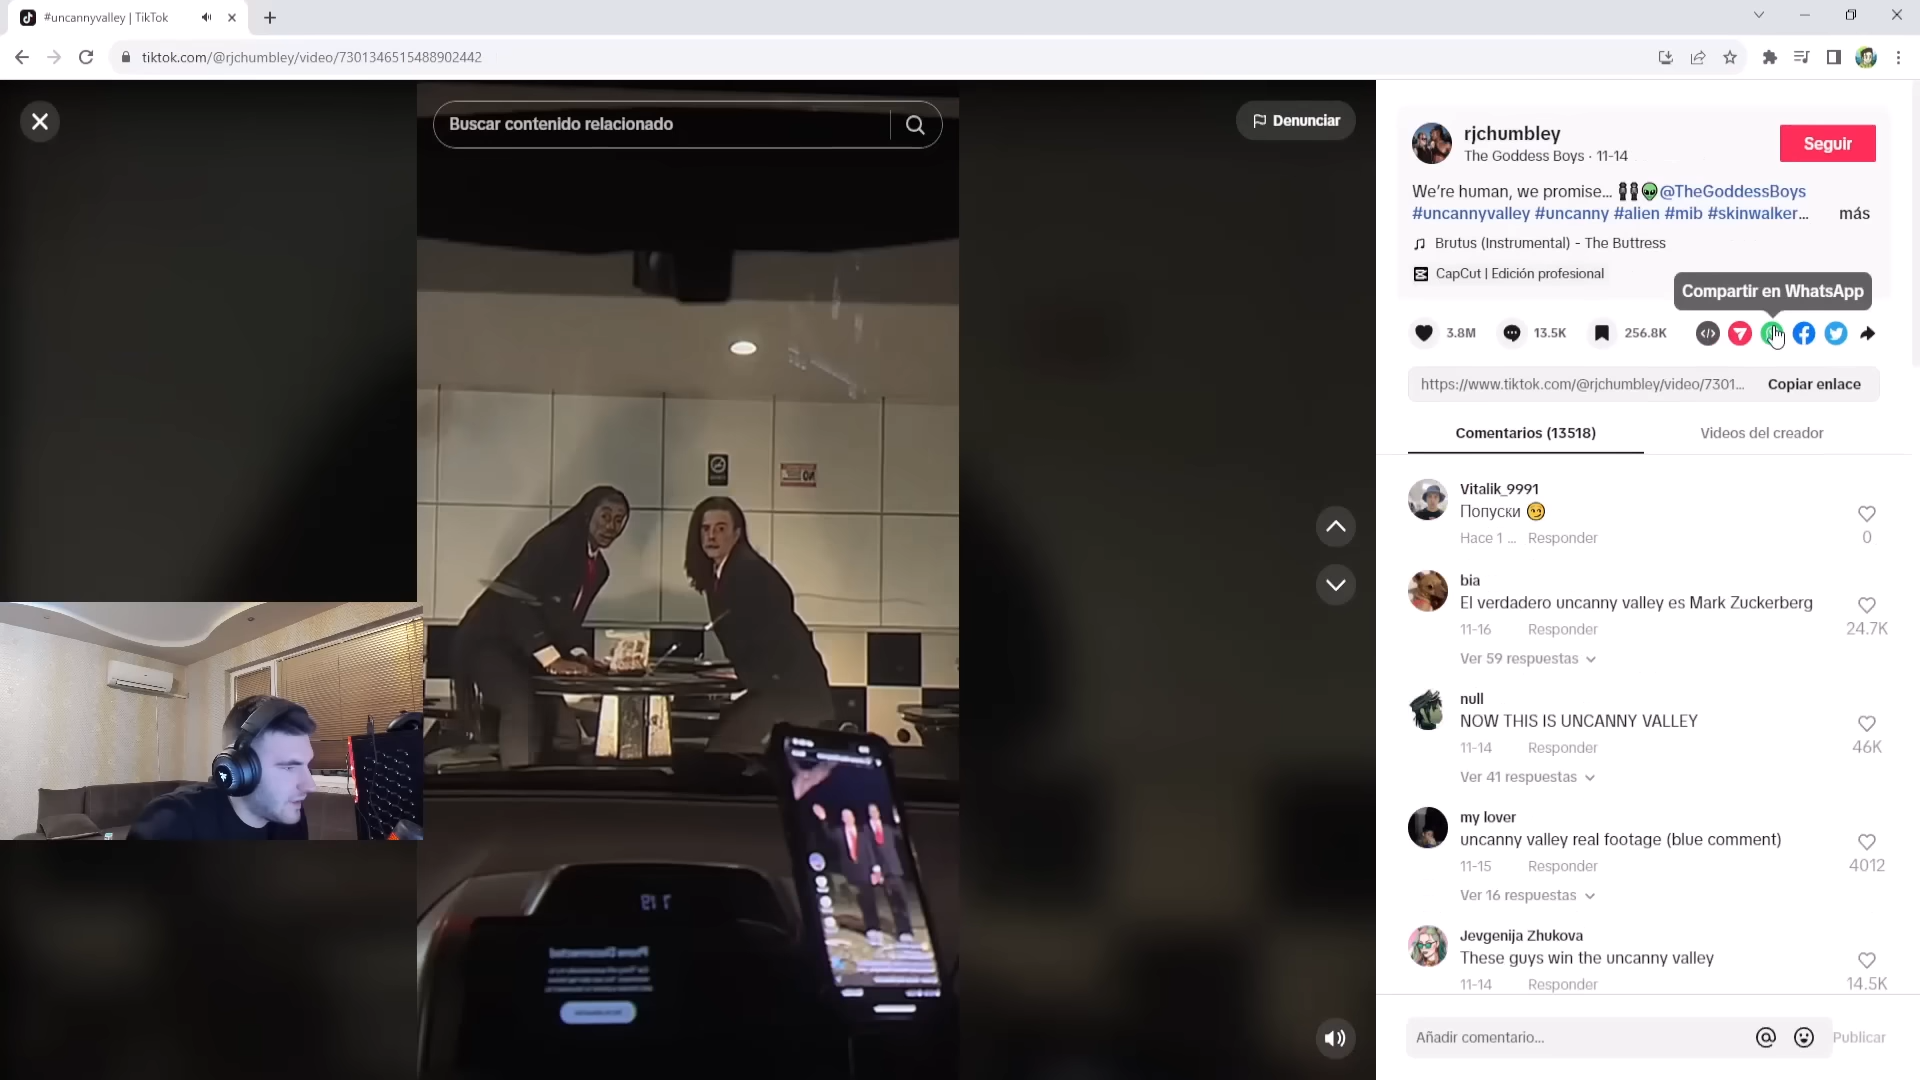 #uncannyvalley | TikTok
tiktok.com/@rjchumbley/video/7301346515488902442
Buscar contenido relacionado
Denunciar
rjchumbley
The Goddess Boys · 11-14
Seguir
We're human, we promise... 👯👽@TheGoddessBoys
#uncannyvalley #uncanny #alien #mib #skinwalker...
más
Brutus (Instrumental) - The Buttress
CapCut | Edición profesional
Compartir en WhatsApp
3.8M
13.5K
256.8K
https://www.tiktok.com/@rjchumbley/video/7301...
Copiar enlace
Comentarios (13518)
Videos del creador
Vitalik_9991
Попуски 😏
Hace 1 ...
Responder
0
bia
El verdadero uncanny valley es Mark Zuckerberg
11-16
Responder
24.7K
Ver 59 respuestas
null
NOW THIS IS UNCANNY VALLEY
11-14
Responder
46K
Ver 41 respuestas
my lover
uncanny valley real footage (blue comment)
11-15
Responder
4012
Ver 16 respuestas
Jevgenija Zhukova
These guys win the uncanny valley
11-14
Responder
14.5K
Añadir comentario...
Publicar
NO
7 19
Phone Disconnected